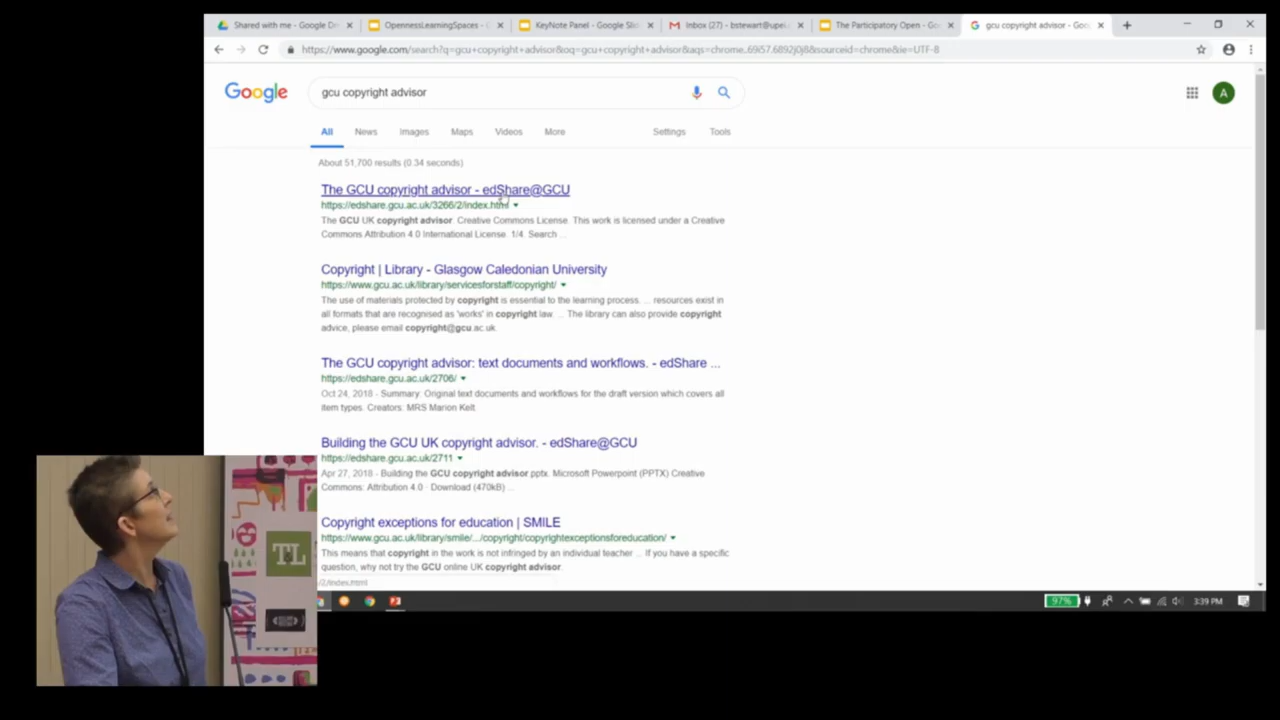 Shared with me - Google Dr
OpennessLearningSpaces - G
KeyNote Panel - Google Slid
Inbox (27) - bstewart@upei.
The Participatory Open - Go
gcu copyright advisor - Goo
https://www.google.com/search?q=gcu+copyright+advisor&oq=gcu+copyright+advisor&aqs=chrome..69i57.6892j0j8&sourceid=chrome&ie=UTF-8
Google
gcu copyright advisor
A
All News Images Maps Videos More Settings Tools
About 51,700 results (0.34 seconds)
The GCU copyright advisor - edShare@GCU
https://edshare.gcu.ac.uk/3266/2/index.html
The GCU UK copyright advisor. Creative Commons License. This work is licensed under a Creative
Commons Attribution 4.0 International License. 1/4. Search ...
Copyright | Library - Glasgow Caledonian University
https://www.gcu.ac.uk/library/servicesforstaff/copyright/
The use of materials protected by copyright is essential to the learning process. ... resources exist in
all formats that are recognised as 'works' in copyright law. ... The library can also provide copyright
advice, please email copyright@gcu.ac.uk.
The GCU copyright advisor: text documents and workflows. - edShare ...
https://edshare.gcu.ac.uk/2706/
Oct 24, 2018 - Summary: Original text documents and workflows for the draft version which covers all
item types. Creators: MRS Marion Kelt.
Building the GCU UK copyright advisor. - edShare@GCU
https://edshare.gcu.ac.uk/2711
Apr 27, 2018 - Building the GCU copyright advisor pptx. Microsoft Powerpoint (PPTX) Creative
Commons: Attribution 4.0 · Download (470kB) ...
Copyright exceptions for education | SMILE
https://www.gcu.ac.uk/library/smile/.../copyright/copyrightexceptionsforeducation/
This means that copyright in the work is not infringed by an individual teacher ... If you have a specific
question, why not try the GCU online UK copyright advisor.
/2/index.html
TL
97%
3:39 PM